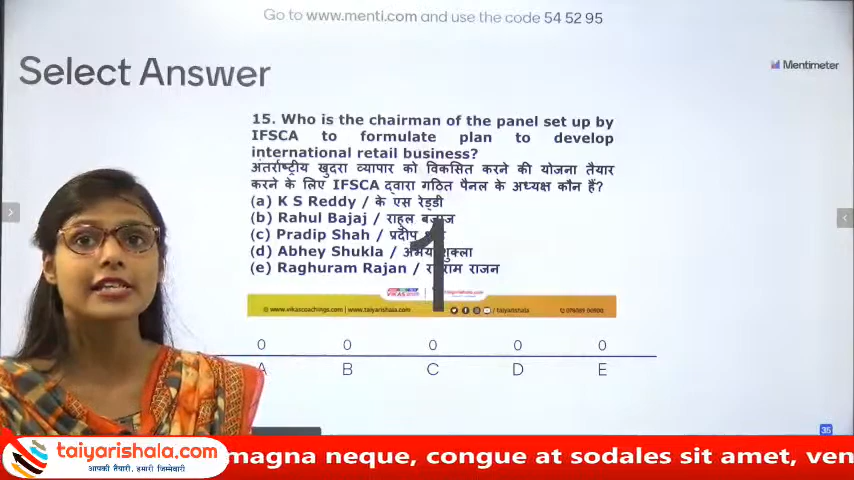 Go to www.menti.com and use the code 54 52 95
Select Answer
Mentimeter
15. Who is the chairman of the panel set up by
IFSCA to formulate plan to develop
international retail business?
अंतर्राष्ट्रीय खुदरा व्यापार को विकसित करने की योजना तैयार
करने के लिए IFSCA द्वारा गठित पैनल के अध्यक्ष कौन हैं?
(a) K S Reddy / के एस रेड्डी
(b) Rahul Bajaj / राहुल
(c) Pradip Shah / प्रदीप
(d) Abhey Shukla / अभय शुक्ला
(e) Raghuram Rajan / राजन
1
www.vikascoachings.com | www.taiyarishala.com
/ taiyarishala
0 0 0 0 0
A B C D E
35
taiyarishala.com
आपकी तैयारी, हमारी जिम्मेवारी
magna neque, congue at sodales sit amet, ven